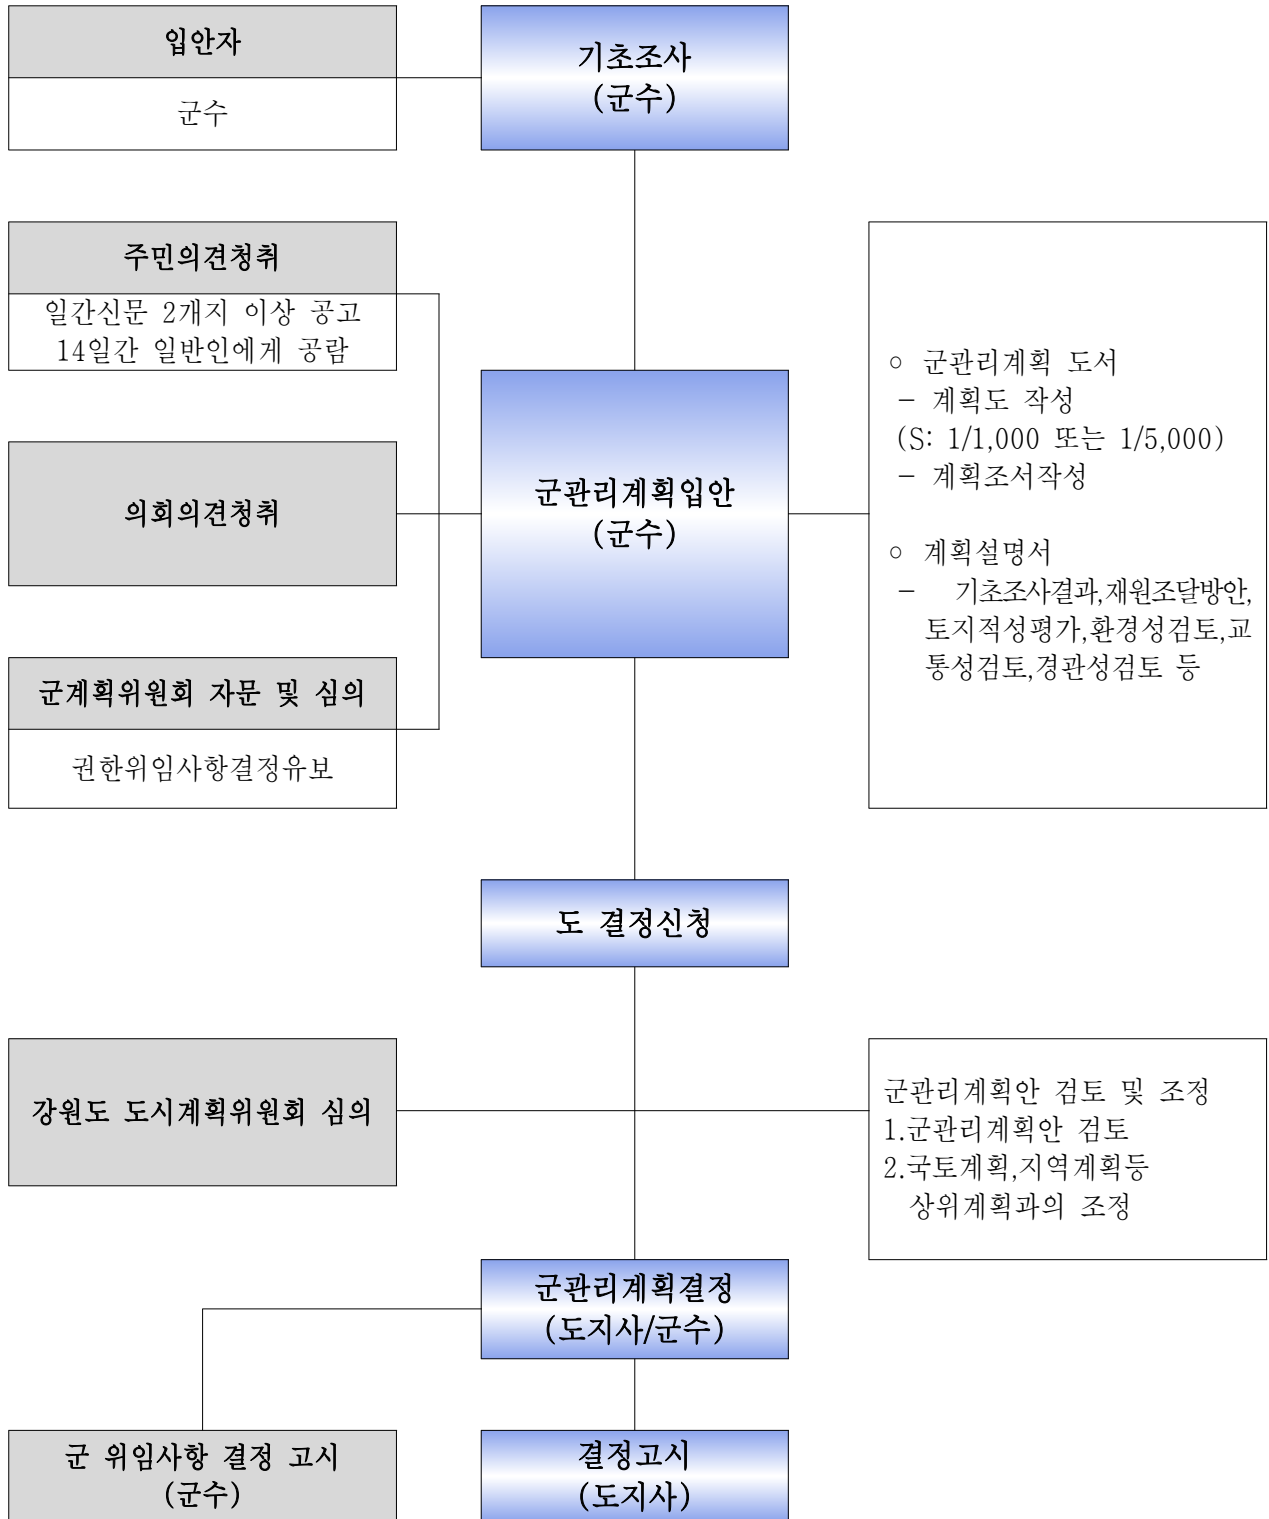 입안자
군수
기초조사
(군수)
주민의견청취
일간신문 2개지 이상 공고
14일간 일반인에게 공람
의회의견청취
군계획위원회 자문 및 심의
권한위임사항결정유보
군관리계획입안
(군수)
○ 군관리계획 도서
- 계획도 작성
(S: 1/1,000 또는 1/5,000)
- 계획조서작성
○ 계획설명서
- 기초조사결과,재원조달방안,
토지적성평가,환경성검토,교
통성검토,경관성검토 등
도 결정신청
강원도 도시계획위원회 심의
군관리계획안 검토 및 조정
1.군관리계획안 검토
2.국토계획,지역계획등
상위계획과의 조정
군관리계획결정
(도지사/군수)
군 위임사항 결정 고시
(군수)
결정고시
(도지사)